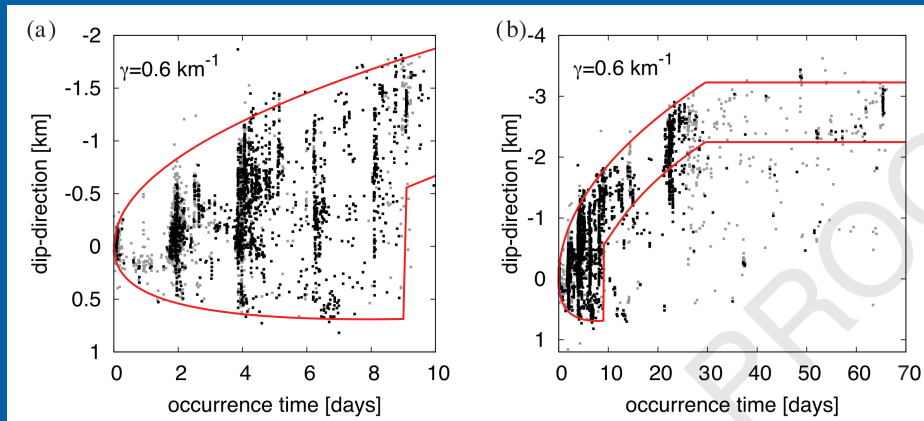 (a)
γ=0.6 km⁻¹
dip-direction [km]
-2
-1.5
-1
-0.5
0
0.5
1
0 2 4 6 8 10
occurrence time [days]
(b)
γ=0.6 km⁻¹
dip-direction [km]
-4
-3
-2
-1
0
1
0 10 20 30 40 50 60 70
occurrence time [days]
PROO